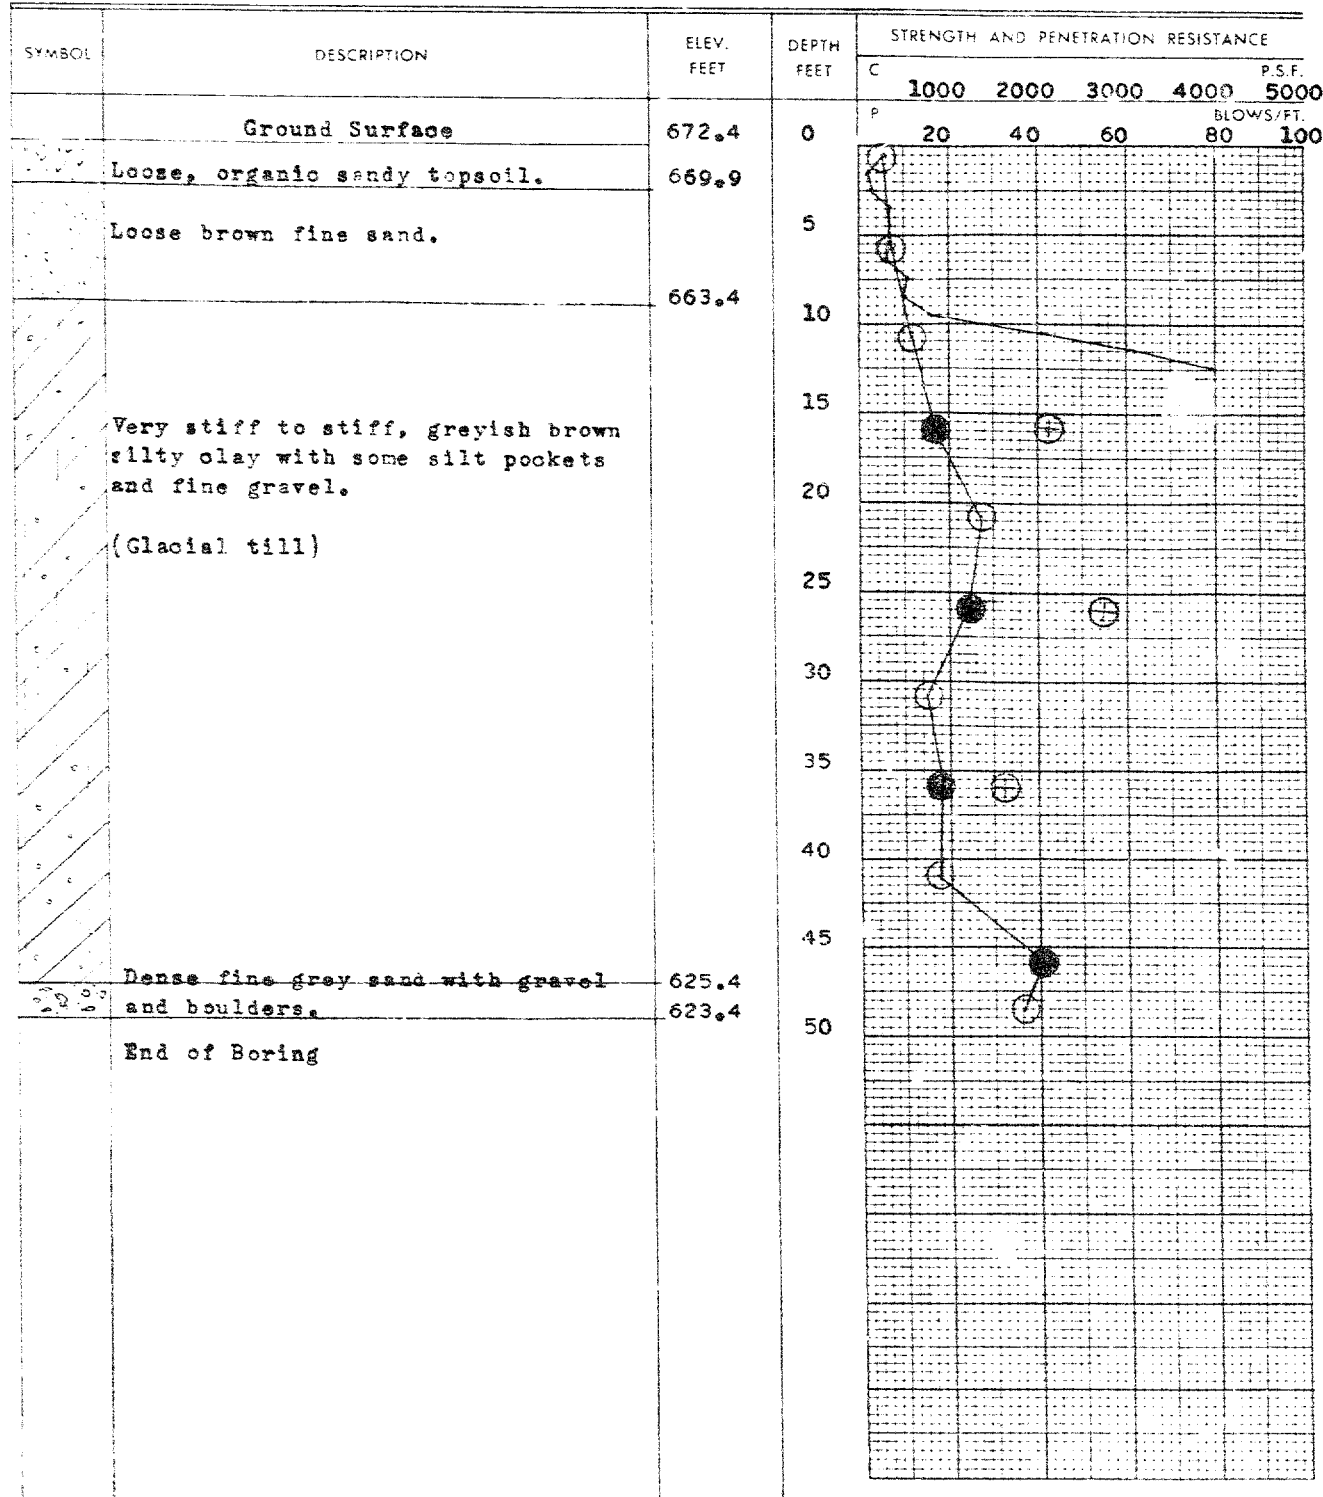 SYMBOL DESCRIPTION ELEV. FEET DEPTH FEET STRENGTH AND PENETRATION RESISTANCE
C P.S.F.
1000 2000 3000 4000 5000
P BLOWS/FT.
Ground Surface 672.4 0 20 40 60 80 100
Loose, organic sandy topsoil. 669.9
5
Loose brown fine sand.
663.4
10
15
Very stiff to stiff, greyish brown
silty clay with some silt pockets
and fine gravel.
20
(Glacial till)
25
30
35
40
45
Dense fine grey sand with gravel 625.4
and boulders. 623.4
50
End of Boring